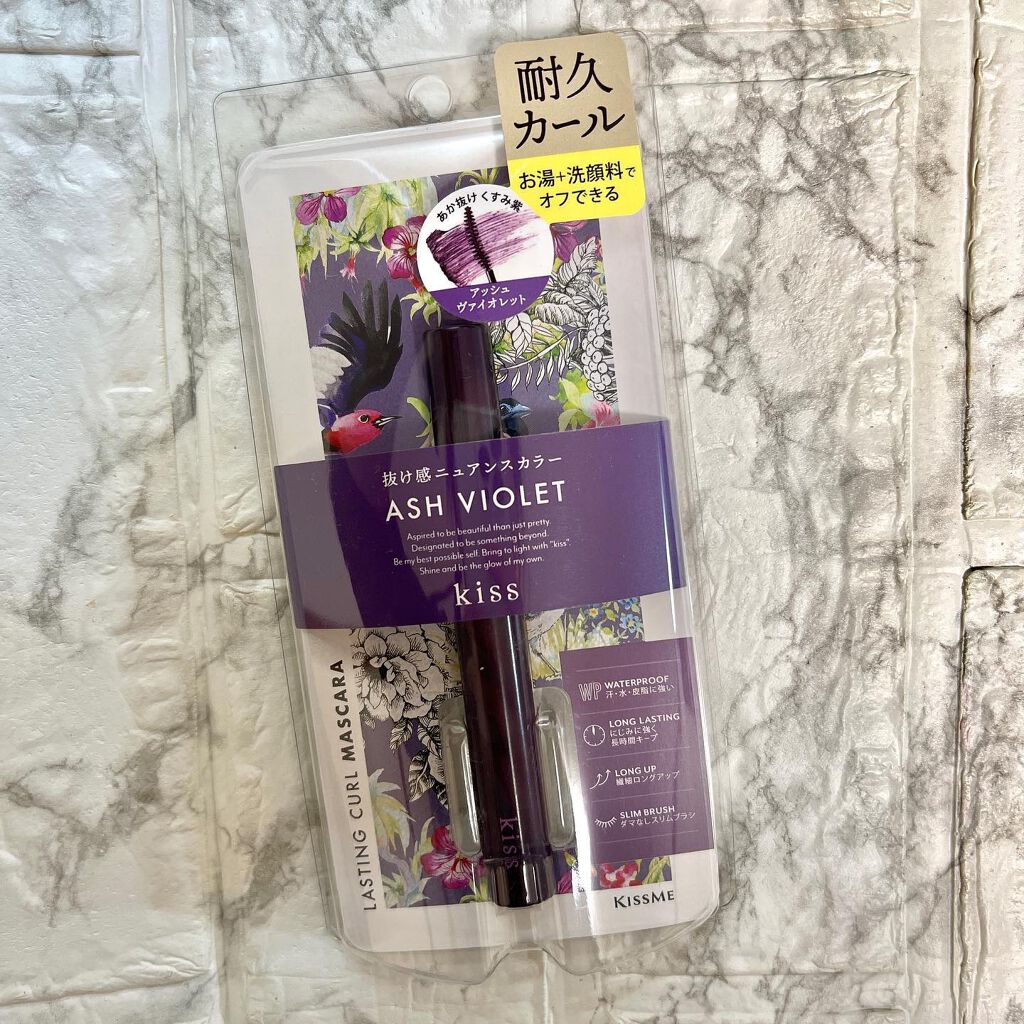 耐久
カール
お湯+洗顔料で
オフできる
あか抜けくすみ紫
アッシュ
ヴァイオレット
抜け感ニュアンスカラー
ASH VIOLET
Aspired to be beautiful than just pretty.
Designated to be something beyond.
Be my best possible self. Bring to light with "kiss".
Shine and be the glow of my own.
kiss
LASTING CURL MASCARA
WP WATERPROOF
汗・水・皮脂に強い
LONG LASTING
にじみに強く
長時間キープ
LONG UP
繊細ロングアップ
SLIM BRUSH
ダマなしスリムブラシ
kiss
KISSME